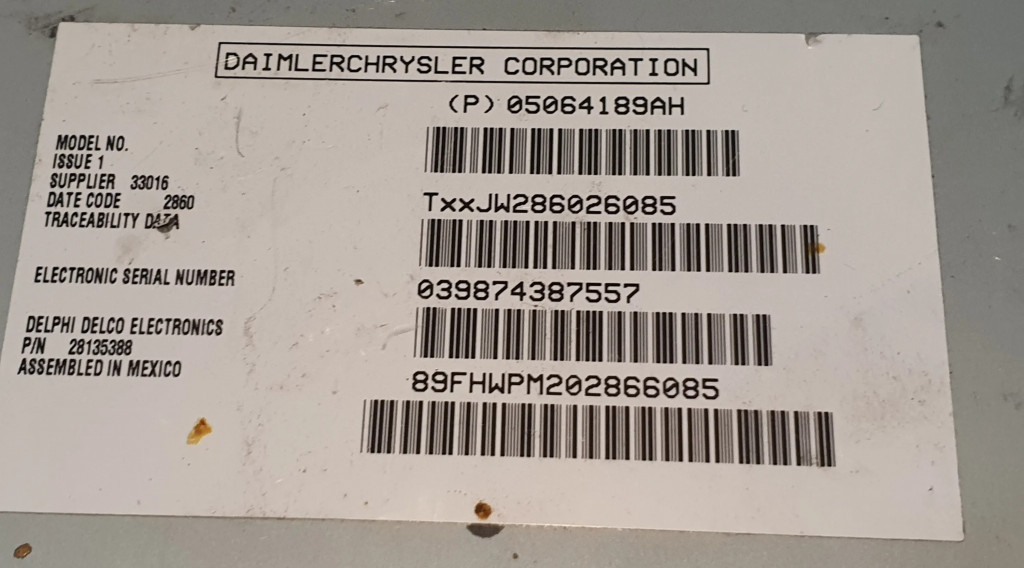 DAIMLERCHRYSLER CORPORATION
(P) 05064189AH
MODEL NO.
ISSUE 1
SUPPLIER 33016
DATE CODE 2860
TRACEABILITY DATA
TxxJW286026085
ELECTRONIC SERIAL NUMBER
039874387557
DELPHI DELCO ELECTRONICS
P/N 28135388
ASSEMBLED IN MEXICO
89FHWPM202866085